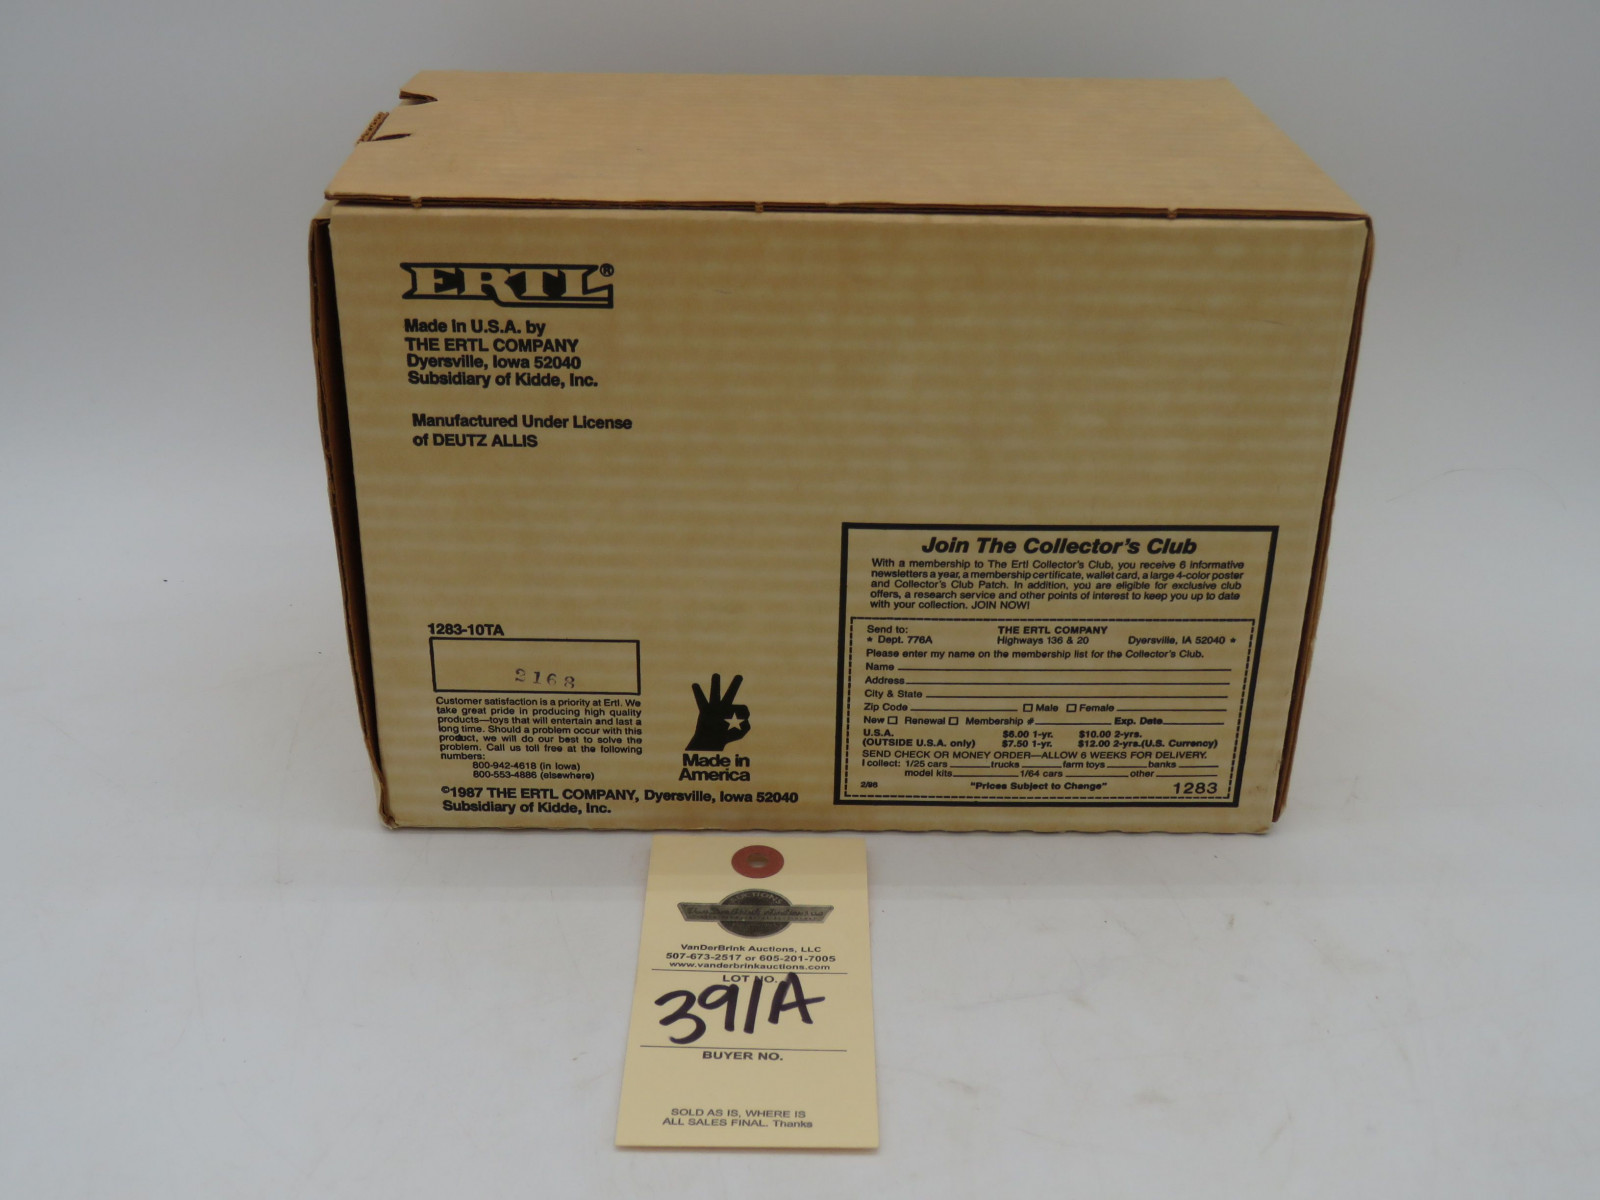 ERTL®
Made in U.S.A. by
THE ERTL COMPANY
Dyersville, Iowa 52040
Subsidiary of Kidde, Inc.
Manufactured Under License
of DEUTZ ALLIS
1283-10TA
2168
Customer satisfaction is a priority at Ertl. We
take great pride in producing high quality
products—toys that will entertain and last a
long time. Should a problem occur with this
product, we will do our best to solve the
problem. Call us toll free at the following
numbers:
800-942-4618 (in Iowa)
800-553-4886 (elsewhere)
Made in
America
©1987 THE ERTL COMPANY, Dyersville, Iowa 52040
Subsidiary of Kidde, Inc.
Join The Collector's Club
With a membership to The Ertl Collector's Club, you receive 6 informative
newsletters a year, a membership certificate, wallet card, a large 4-color poster
and Collector's Club Patch. In addition, you are eligible for exclusive club
offers, a research service and other points of interest to keep you up to date
with your collection. JOIN NOW!
Send to: THE ERTL COMPANY
* Dept. 776A Highways 136 & 20 Dyersville, IA 52040 *
Please enter my name on the membership list for the Collector's Club.
Name
Address
City & State
Zip Code Male Female
New Renewal Membership # Exp. Date
U.S.A. $6.00 1-yr. $10.00 2-yrs.
(OUTSIDE U.S.A. only) $7.50 1-yr. $12.00 2-yrs.(U.S. Currency)
SEND CHECK OR MONEY ORDER—ALLOW 6 WEEKS FOR DELIVERY.
I collect: 1/25 cars trucks farm toys banks
model kits 1/64 cars other
2/86 "Prices Subject to Change" 1283
VanDerBrink Auctions, LLC
507-673-2517 or 605-201-7005
www.vanderbrinkauctions.com
LOT NO.
391A
BUYER NO.
SOLD AS IS, WHERE IS
ALL SALES FINAL. Thanks